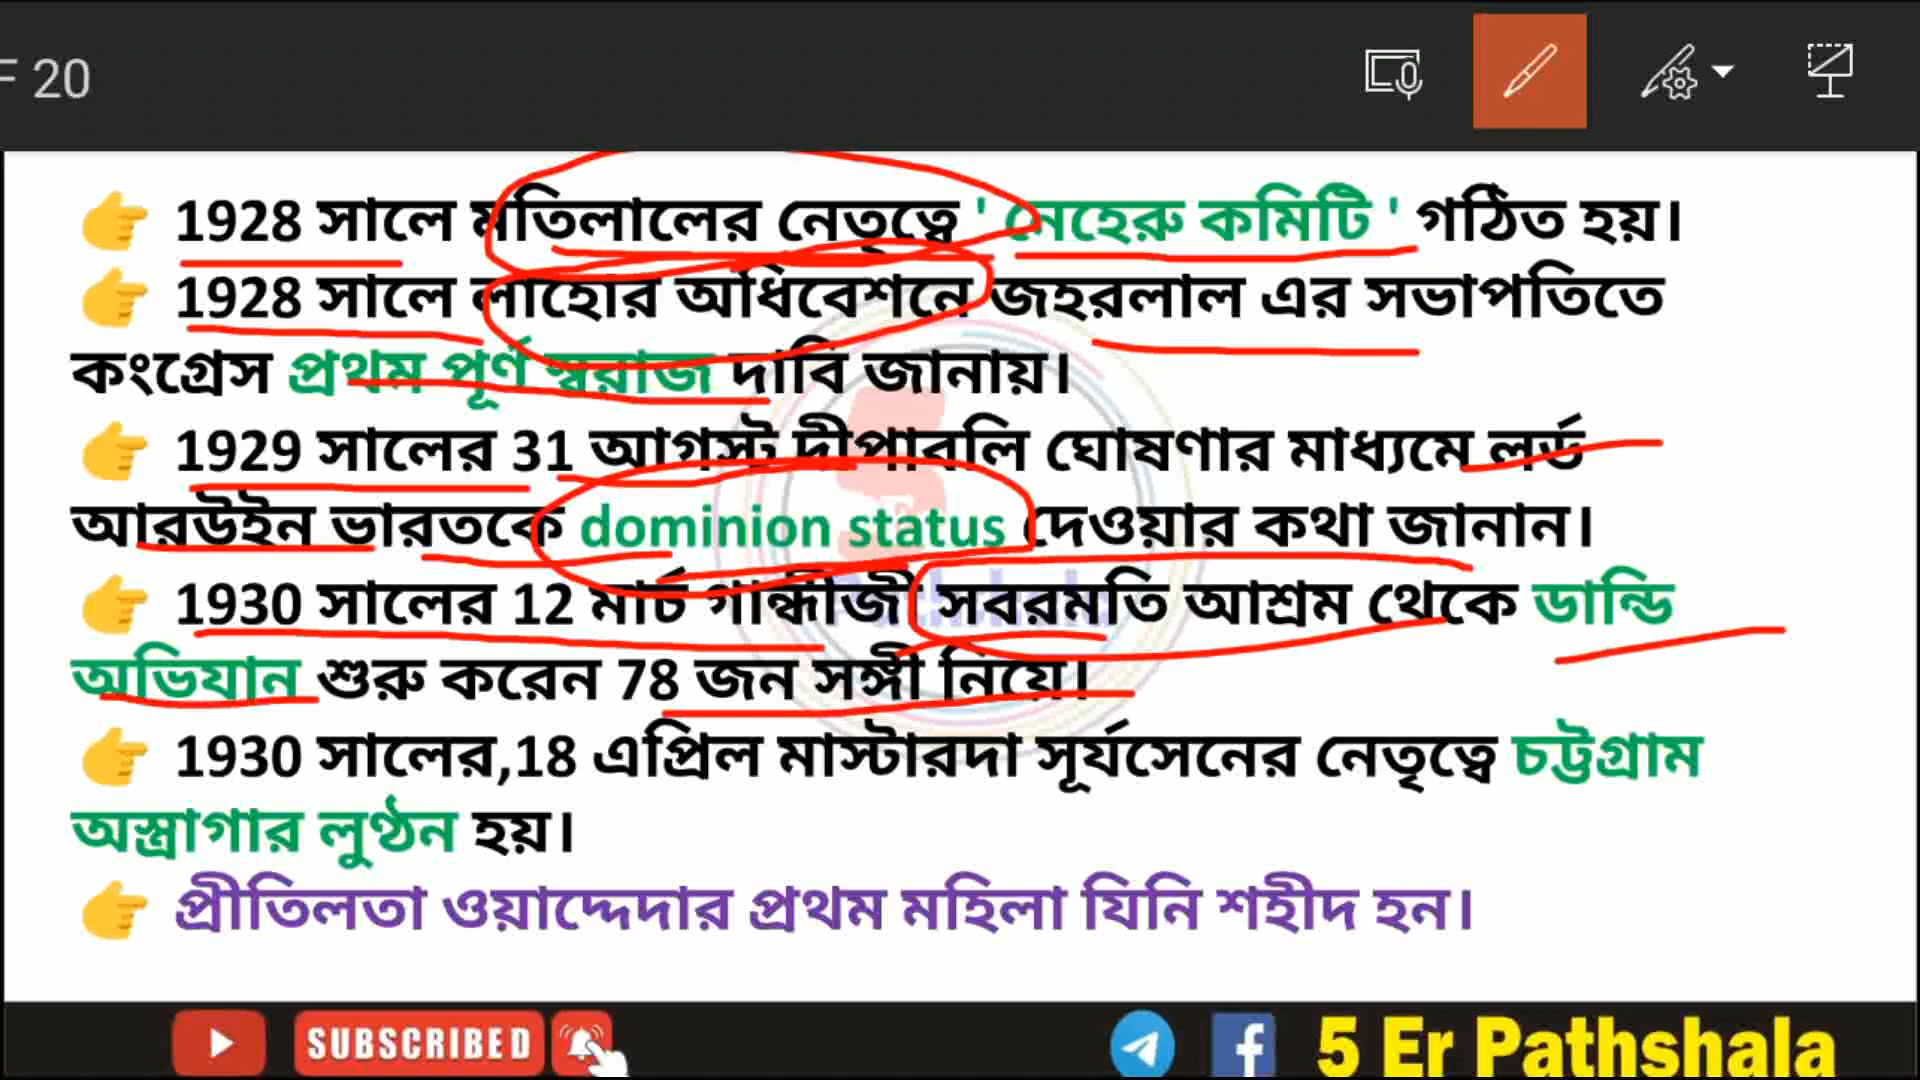 F 20
👉 1928 সালে মতিলালের নেতৃত্বে ' নেহেরু কমিটি ' গঠিত হয়।
👉 1928 সালে লাহোর অধিবেশনে জহরলাল এর সভাপতিতে
কংগ্রেস প্রথম পূর্ণ স্বরাজ দাবি জানায়।
👉 1929 সালের 31 আগস্ট দীপাবলি ঘোষণার মাধ্যমে লর্ড
আরউইন ভারতকে dominion status দেওয়ার কথা জানান।
👉 1930 সালের 12 মার্চ গান্ধীজী সবরমতি আশ্রম থেকে ডান্ডি
অভিযান শুরু করেন 78 জন সঙ্গী নিয়ে।
👉 1930 সালের,18 এপ্রিল মাস্টারদা সূর্যসেনের নেতৃত্বে চট্টগ্রাম
অস্ত্রাগার লুণ্ঠন হয়।
👉 প্রীতিলতা ওয়াদ্দেদার প্রথম মহিলা যিনি শহীদ হন।
SUBSCRIBED
5 Er Pathshala